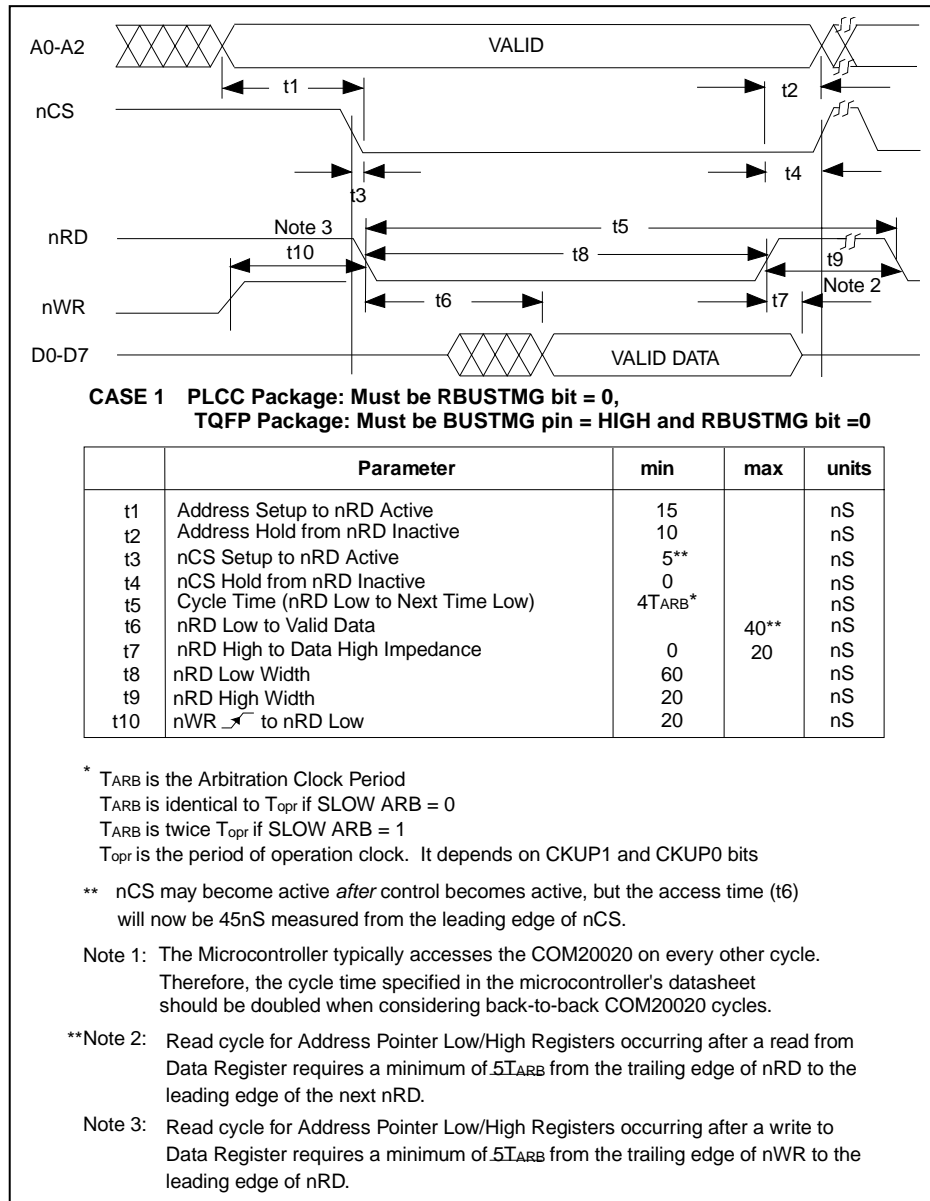 A0-A2
VALID
t1
t2
nCS
t3
t4
nRD
Note 3
t5
t10
t8
t9
Note 2
nWR
t6
t7
D0-D7
VALID DATA
CASE 1 PLCC Package: Must be RBUSTMG bit = 0,
TQFP Package: Must be BUSTMG pin = HIGH and RBUSTMG bit =0
Parameter min max units
t1 Address Setup to nRD Active 15 nS
t2 Address Hold from nRD Inactive 10 nS
t3 nCS Setup to nRD Active 5** nS
t4 nCS Hold from nRD Inactive 0 nS
t5 Cycle Time (nRD Low to Next Time Low) 4TARB* nS
t6 nRD Low to Valid Data 40** nS
t7 nRD High to Data High Impedance 0 20 nS
t8 nRD Low Width 60 nS
t9 nRD High Width 20 nS
t10 nWR to nRD Low 20 nS
* TARB is the Arbitration Clock Period
TARB is identical to Topr if SLOW ARB = 0
TARB is twice Topr if SLOW ARB = 1
Topr is the period of operation clock. It depends on CKUP1 and CKUP0 bits
** nCS may become active after control becomes active, but the access time (t6)
will now be 45nS measured from the leading edge of nCS.
Note 1: The Microcontroller typically accesses the COM20020 on every other cycle.
Therefore, the cycle time specified in the microcontroller's datasheet
should be doubled when considering back-to-back COM20020 cycles.
**Note 2: Read cycle for Address Pointer Low/High Registers occurring after a read from
Data Register requires a minimum of 5TARB from the trailing edge of nRD to the
leading edge of the next nRD.
Note 3: Read cycle for Address Pointer Low/High Registers occurring after a write to
Data Register requires a minimum of 5TARB from the trailing edge of nWR to the
leading edge of nRD.